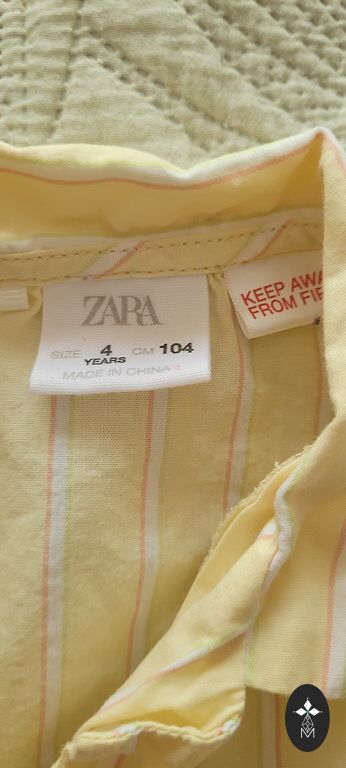 ZARA
SIZE 4 YEARS CM 104
MADE IN CHINA
KEEP AWA
FROM FI
M